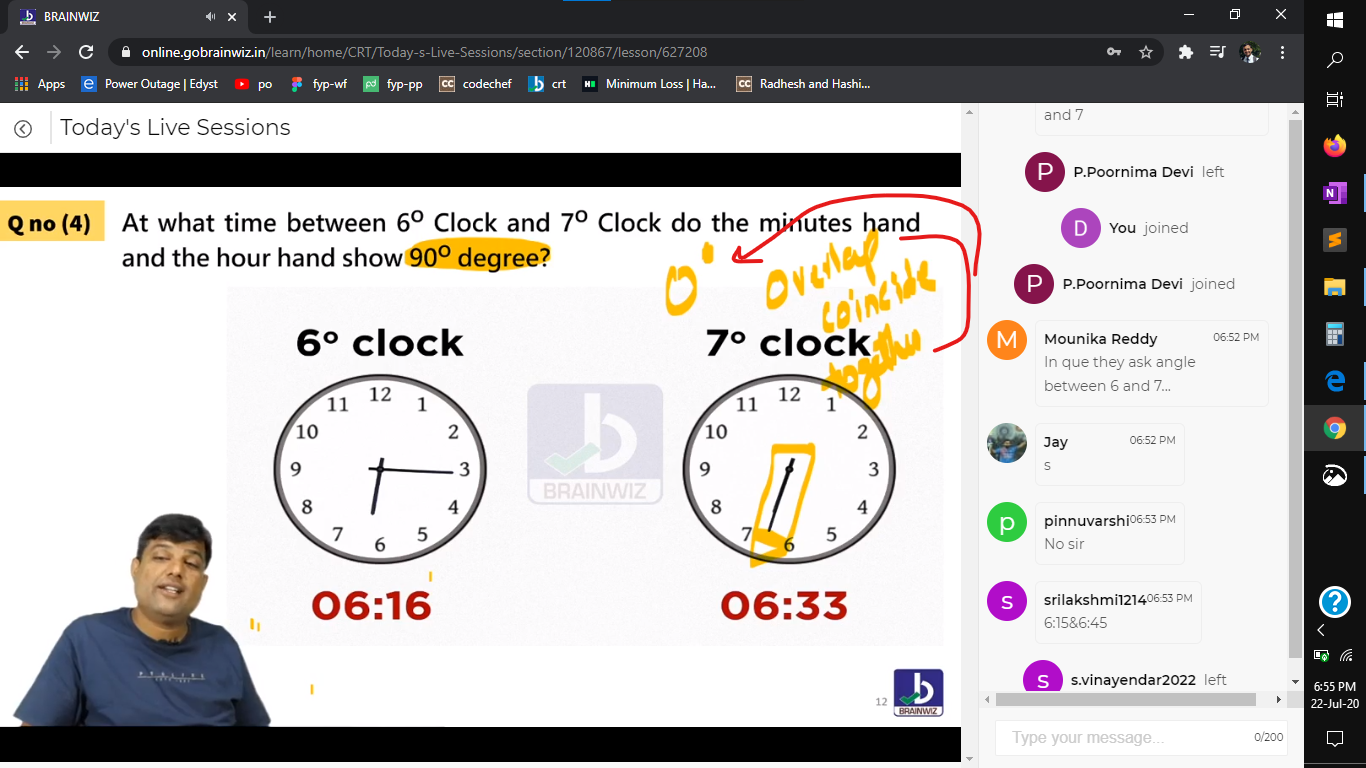 BRAINWIZ
online.gobrainwiz.in/learn/home/CRT/Today-s-Live-Sessions/section/120867/lesson/627208
Apps
Power Outage | Edyst
po
fyp-wf
fyp-pp
codechef
crt
Minimum Loss | Ha...
Radhesh and Hashi...
Today's Live Sessions
Q no (4) At what time between 6⁰ Clock and 7⁰ Clock do the minutes hand
and the hour hand show 90⁰ degree?
0°
Overlap
coincide
together
6⁰ clock
12
11 1
10 2
9 3
8 4
7 5
6
06:16
BRAINWIZ
7⁰ clock
12
11 1
10 2
9 3
8 4
7 5
6
06:33
12
BRAINWIZ
and 7
P P.Poornima Devi left
D You joined
P P.Poornima Devi joined
M Mounika Reddy 06:52 PM
In que they ask angle
between 6 and 7...
Jay 06:52 PM
s
p pinnuvarshi 06:53 PM
No sir
s srilakshmi1214 06:53 PM
6:15&6:45
s s.vinayendar2022 left
Type your message... 0/200
6:55 PM
22-Jul-20